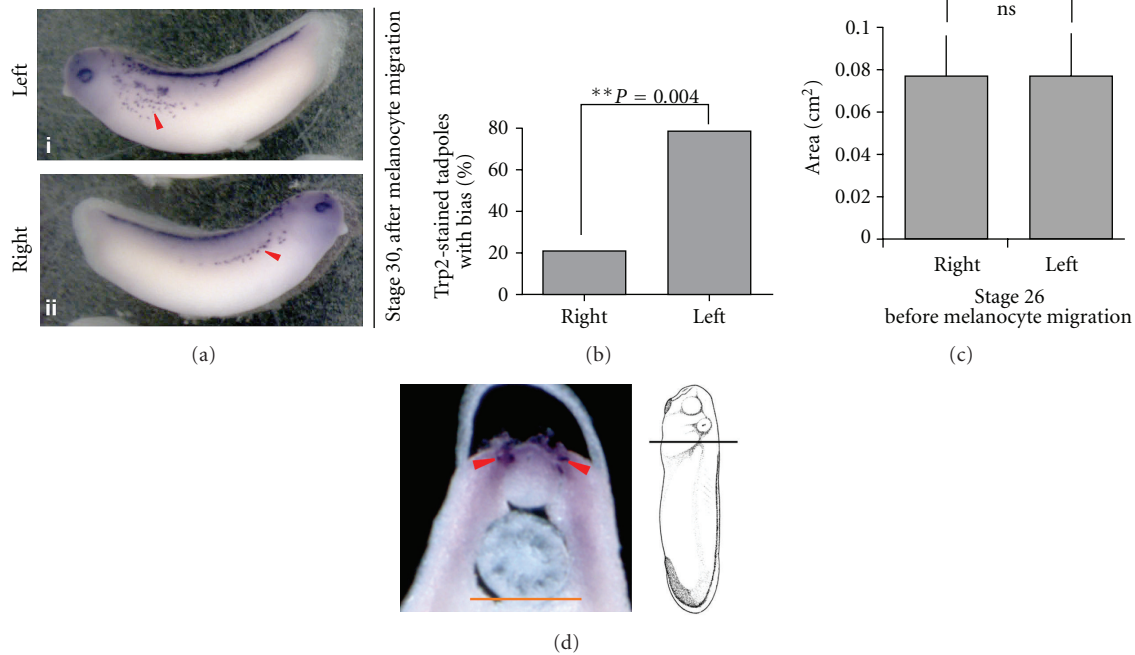 Left
i
Right
ii
(a)
Stage 30, after melanocyte migration
Trp2-stained tadpoles
with bias (%)
**P = 0.004
80
60
40
20
0
Right
Left
(b)
ns
Area (cm²)
0.1
0.08
0.06
0.04
0.02
0
Right
Left
Stage 26
before melanocyte migration
(c)
(d)